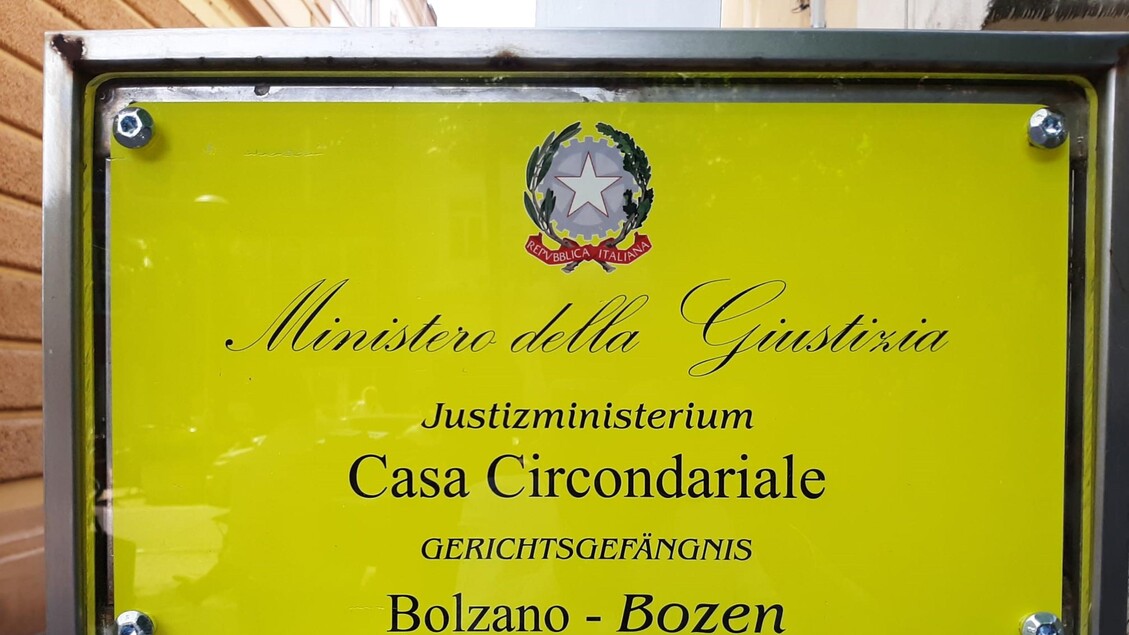 REPVBBLICA ITALIANA
Ministero della Giustizia
Justizministerium
Casa Circondariale
GERICHTSGEFÄNGNIS
Bolzano - Bozen